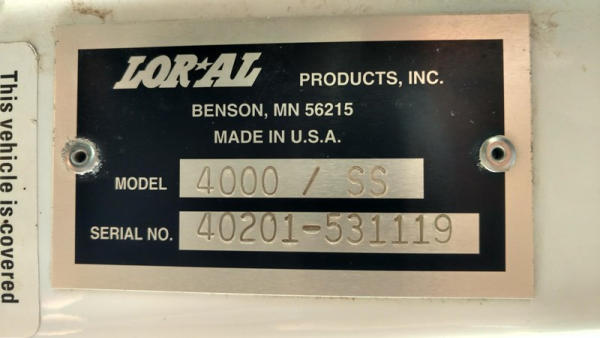 LOR★AL PRODUCTS, INC.
BENSON, MN 56215
MADE IN U.S.A.
MODEL 4000 / SS
SERIAL NO. 40201-531119
This vehicle is covered